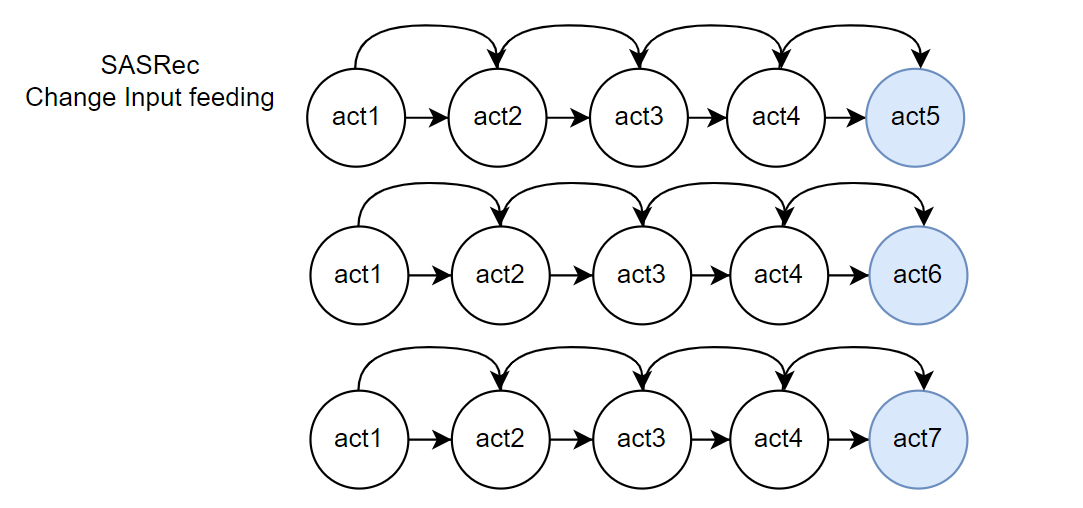 SASRec
Change Input feeding
act1 act2 act3 act4 act5
act1 act2 act3 act4 act6
act1 act2 act3 act4 act7